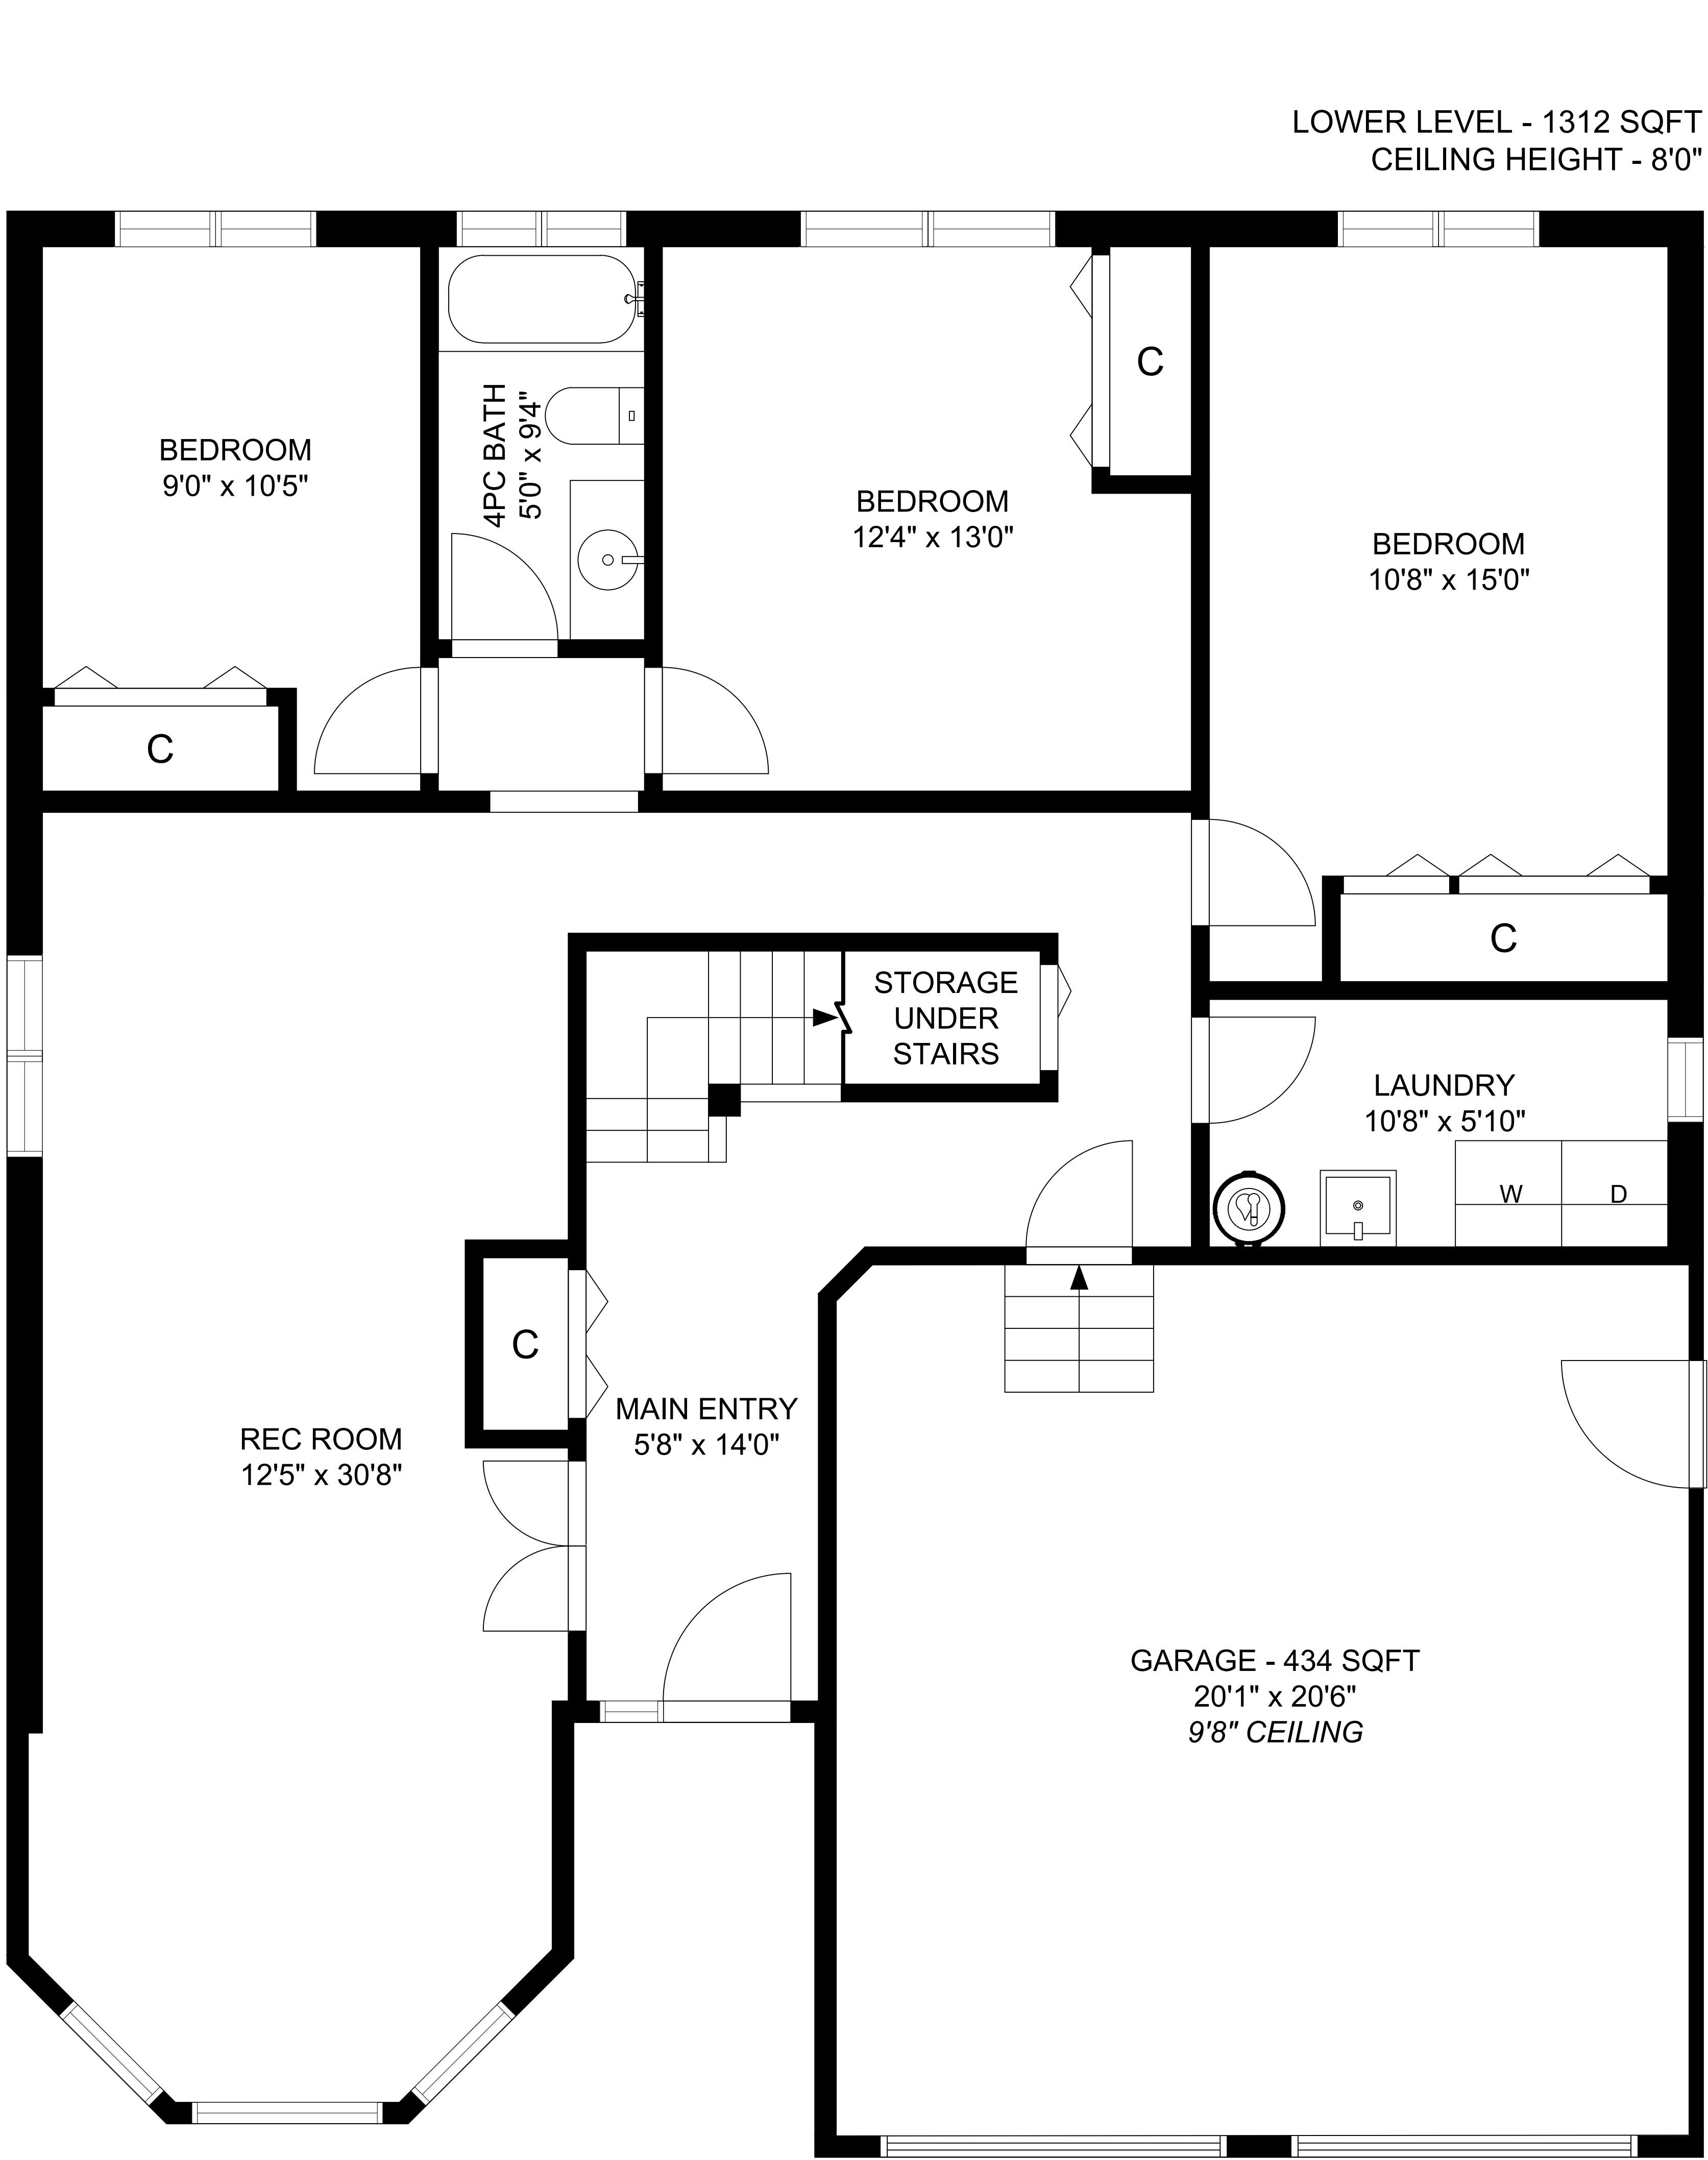 LOWER LEVEL - 1312 SQFT
CEILING HEIGHT - 8'0"
BEDROOM
9'0" x 10'5"
4PC BATH
5'0" x 9'4"
BEDROOM
12'4" x 13'0"
C
BEDROOM
10'8" x 15'0"
C
C
STORAGE
UNDER
STAIRS
LAUNDRY
10'8" x 5'10"
W
D
C
MAIN ENTRY
5'8" x 14'0"
REC ROOM
12'5" x 30'8"
GARAGE - 434 SQFT
20'1" x 20'6"
9'8" CEILING